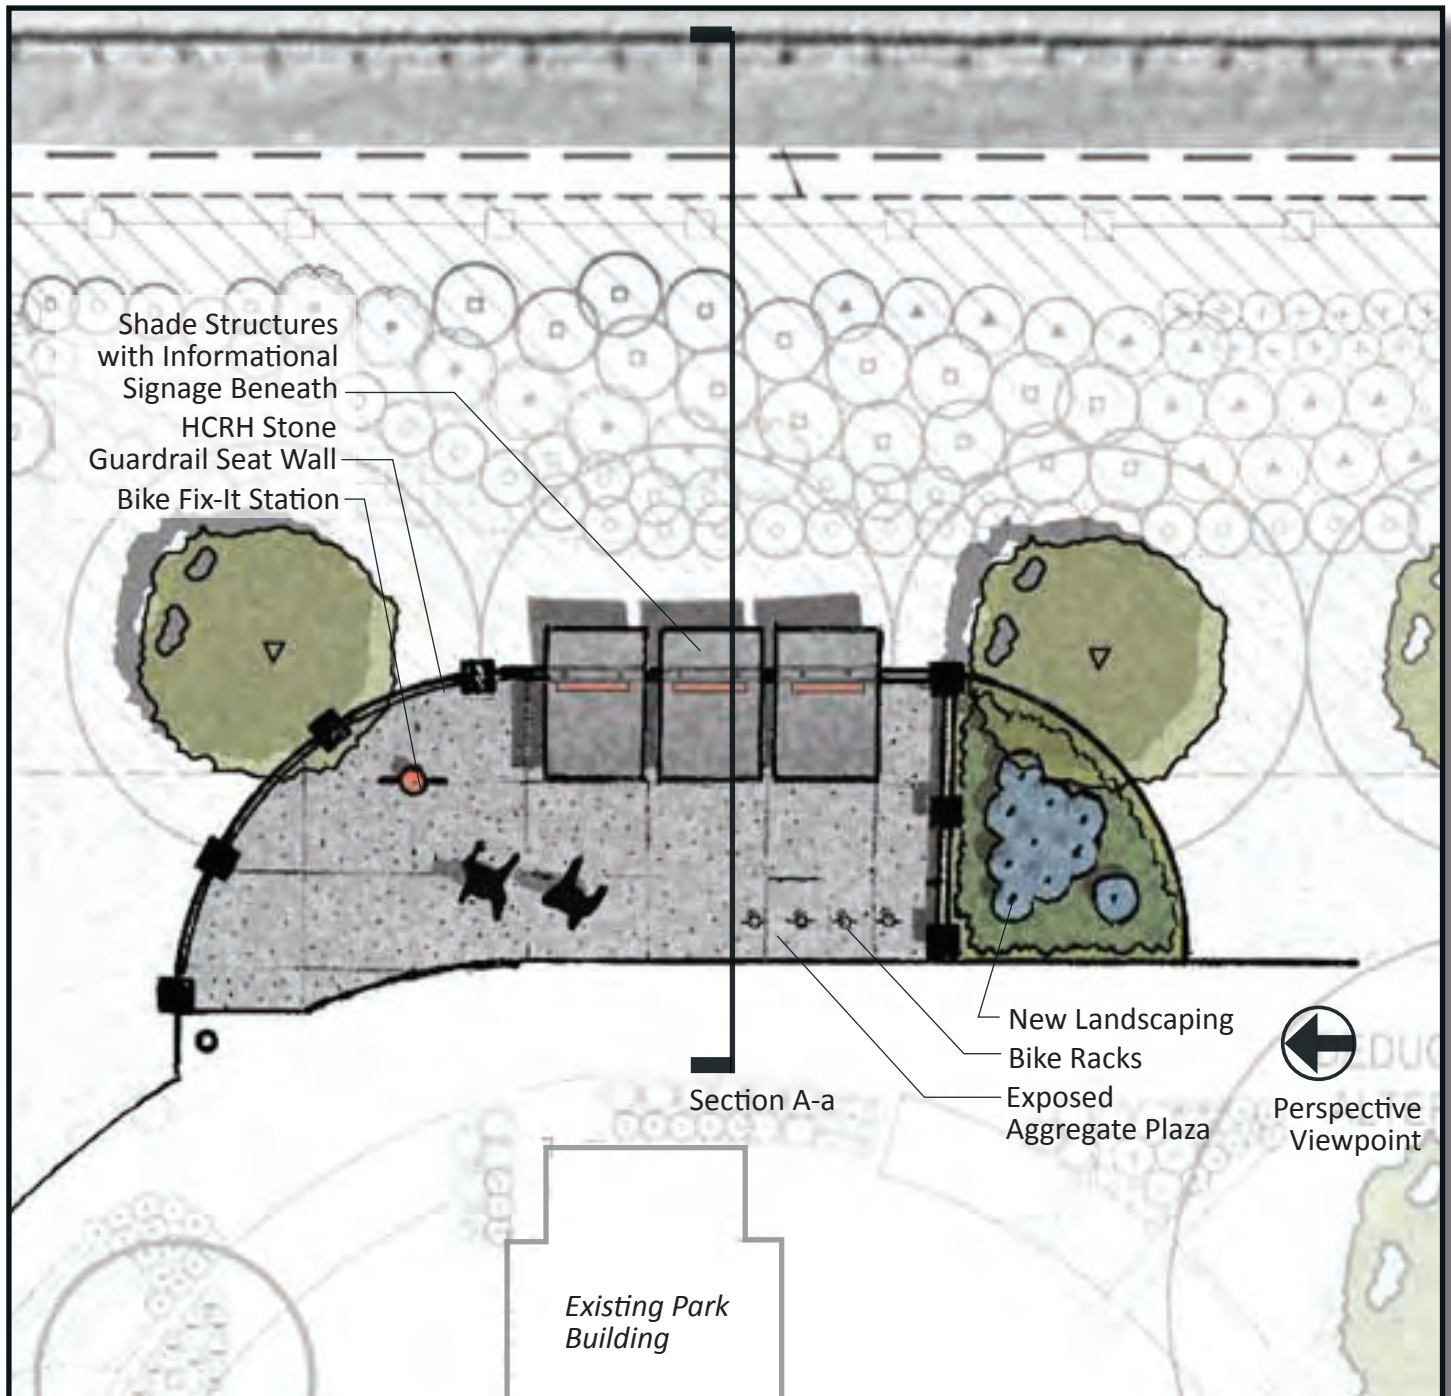 Shade Structures
with Informational
Signage Beneath
HCRH Stone
Guardrail Seat Wall
Bike Fix-It Station
New Landscaping
Bike Racks
Exposed
Aggregate Plaza
Section A-a
Perspective
Viewpoint
Existing Park
Building